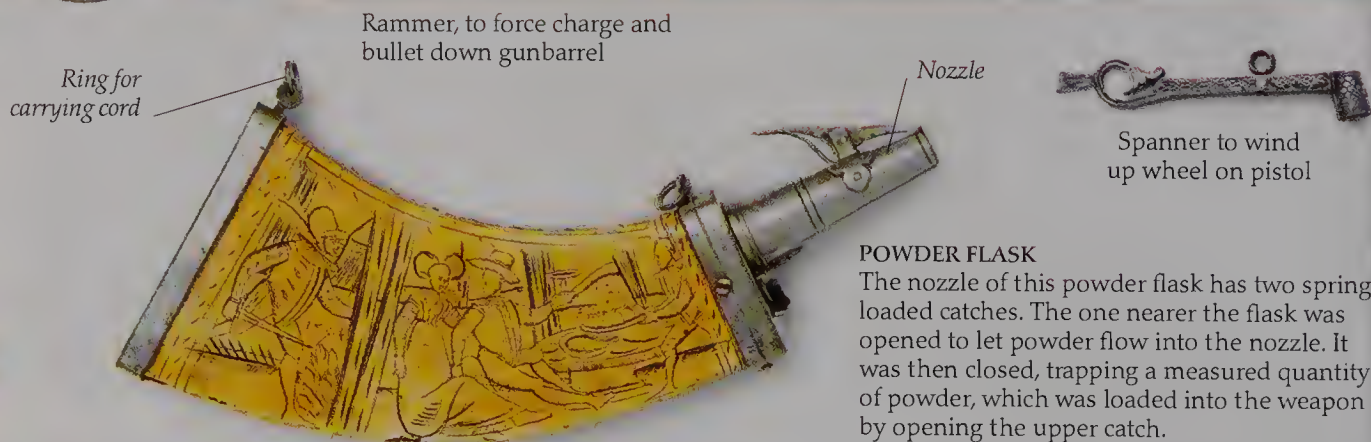 Rammer, to force charge and
bullet down gunbarrel
Ring for
carrying cord
Nozzle
Spanner to wind
up wheel on pistol
POWDER FLASK
The nozzle of this powder flask has two spring
loaded catches. The one nearer the flask was
opened to let powder flow into the nozzle. It
was then closed, trapping a measured quantity
of powder, which was loaded into the weapon
by opening the upper catch.